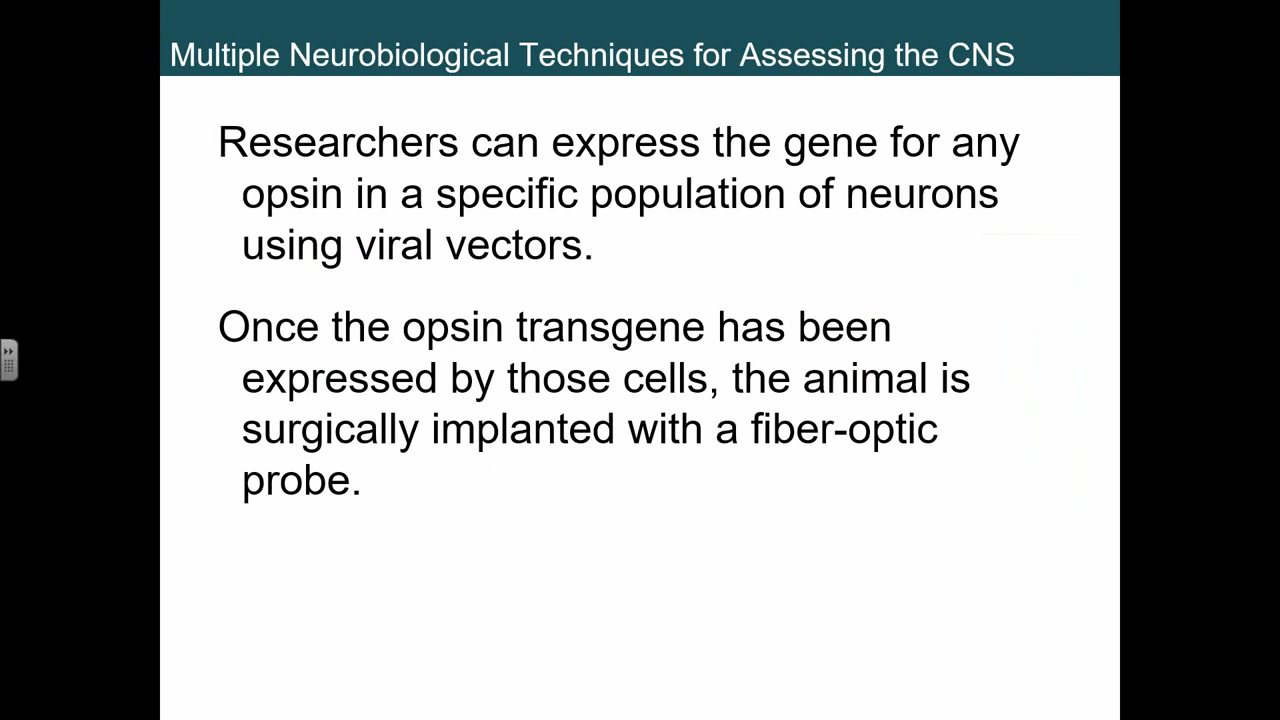 Multiple Neurobiological Techniques for Assessing the CNS
Researchers can express the gene for any
opsin in a specific population of neurons
using viral vectors.
Once the opsin transgene has been
expressed by those cells, the animal is
surgically implanted with a fiber-optic
probe.